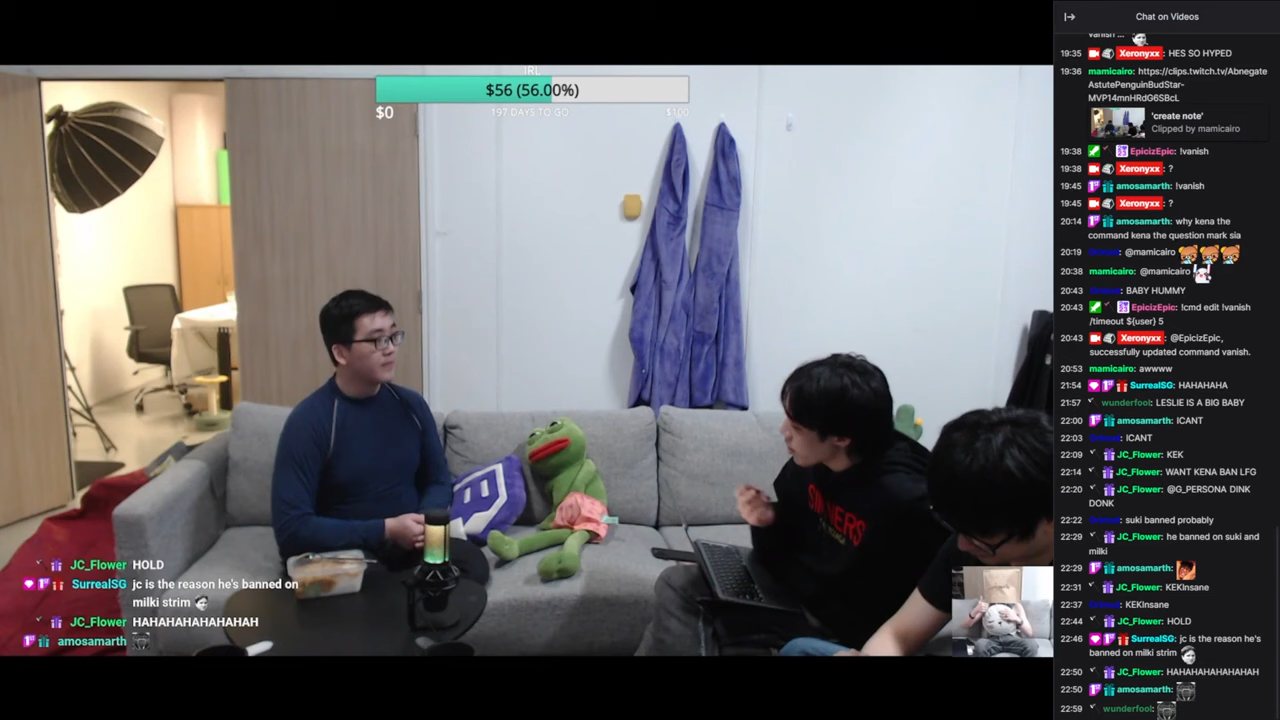 IRL
$56 (56.00%)
$0
197 DAYS TO GO
$100
JC_Flower HOLD
SurrealSG jc is the reason he's banned on
milki strim
JC_Flower HAHAHAHAHAHAHAH
amosamarth
Chat on Videos
vanish ...
19:35 Xeronyxx: HES SO HYPED
19:36 mamicairo: https://clips.twitch.tv/Abnegate
AstutePenguinBudStar-
MVP14mnHRdG6SBcL
'create note'
Clipped by mamicairo
19:38 EpicizEpic: !vanish
19:38 Xeronyxx: ?
19:45 amosamarth: !vanish
19:45 Xeronyxx: ?
20:14 amosamarth: why kena the
command kena the question mark sia
20:19 @mamicairo
20:38 mamicairo: @mamicairo
20:43 BABY HUMMY
20:43 EpicizEpic: !cmd edit !vanish
/timeout ${user} 5
20:43 Xeronyxx: @EpicizEpic,
successfully updated command vanish.
20:53 mamicairo: awwww
21:54 SurrealSG: HAHAHAHA
21:57 wunderfool: LESLIE IS A BIG BABY
22:00 amosamarth: ICANT
22:03 ICANT
22:09 JC_Flower: KEK
22:14 JC_Flower: WANT KENA BAN LFG
22:20 JC_Flower: @G_PERSONA DINK
DONK
22:22 suki banned probably
22:29 JC_Flower: he banned on suki and
milki
22:29 amosamarth:
22:31 JC_Flower: KEKInsane
22:37 KEKInsane
22:44 JC_Flower: HOLD
22:46 SurrealSG: jc is the reason he's
banned on milki strim
22:50 JC_Flower: HAHAHAHAHAHAHAH
22:50 amosamarth:
22:59 wunderfool: